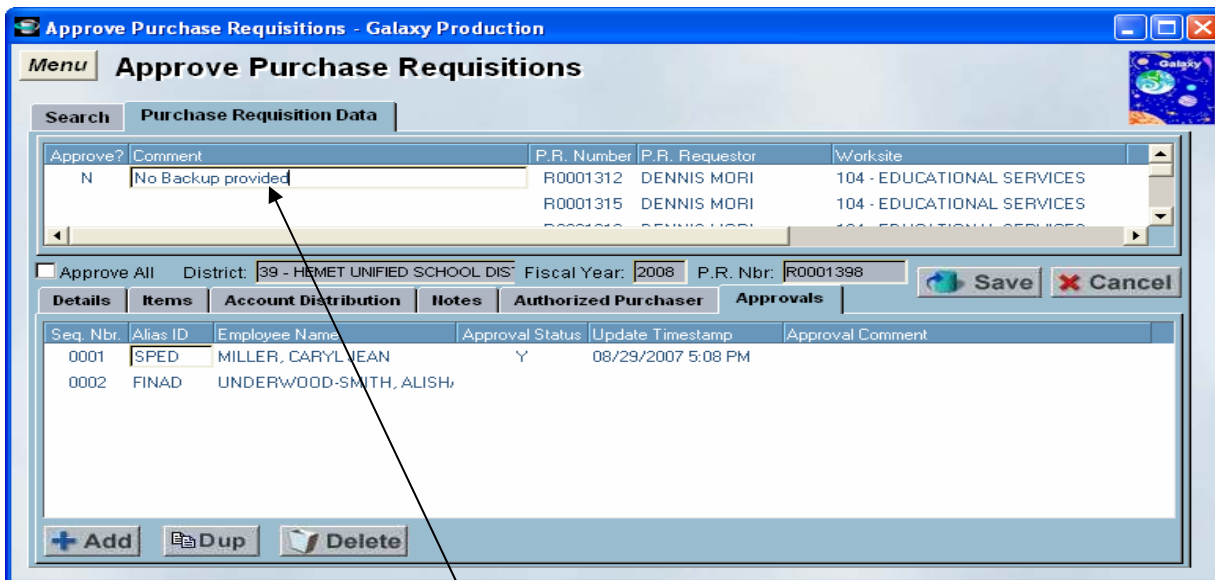 Approve Purchase Requisitions - Galaxy Production
Menu Approve Purchase Requisitions Galaxy
Search Purchase Requisition Data
Approve? Comment P.R. Number P.R. Requestor Worksite
N No Backup provided R0001312 DENNIS MORI 104 - EDUCATIONAL SERVICES
R0001315 DENNIS MORI 104 - EDUCATIONAL SERVICES
Approve All District: 39 - HEMET UNIFIED SCHOOL DIS Fiscal Year: 2008 P.R. Nbr: R0001398 Save Cancel
Details Items Account Distribution Notes Authorized Purchaser Approvals
Seq. Nbr. Alias ID Employee Name Approval Status Update Timestamp Approval Comment
0001 SPED MILLER, CARYL JEAN Y 08/29/2007 5:08 PM
0002 FINAD UNDERWOOD-SMITH, ALISHA
Add Dup Delete